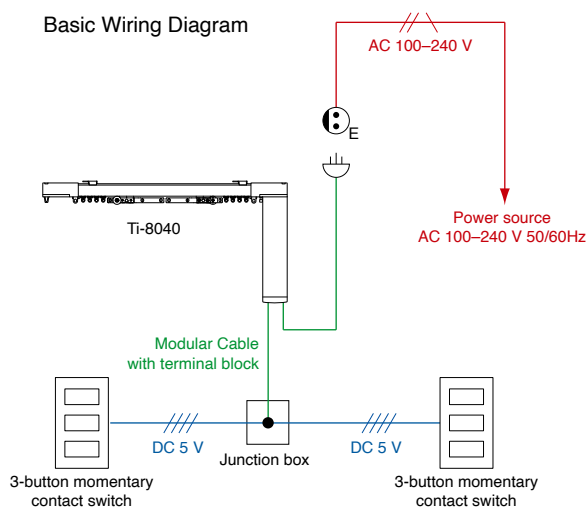 Basic Wiring Diagram
AC 100–240 V
E
Ti-8040
Power source
AC 100–240 V 50/60Hz
Modular Cable
with terminal block
DC 5 V
DC 5 V
Junction box
3-button momentary
contact switch
3-button momentary
contact switch